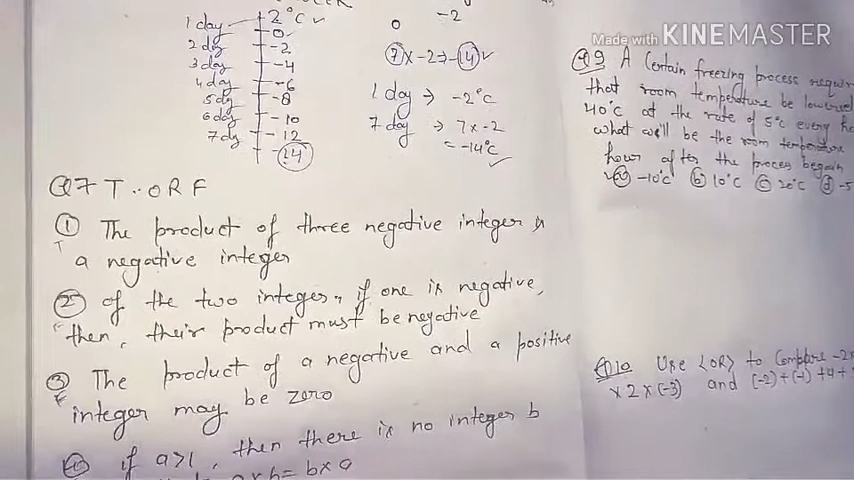 Made with KINEMASTER
1 day 2°C ✓
0
2 day -2
3 day -4
4 day -6
5 day -8
6 day -10
7 dy -12
-14
0 -2
7 x -2 => -14 ✓
1 day => -2°C
7 day => 7 x -2
= -14°C
Q7 T.. OR F
① The product of three negative integer is
T a negative integer
② of the two integers, if one is negative,
then, their product must be negative
③ The product of a negative and a positive
F integer may be zero
if a>1, then there is no integer b
a x b = b x a
Q9 A Certain freezing process requir
that room temperature be lowered
40°C at the rate of 5°C every h
what will be the room temperature
hour after the process begain
ⓐ -10°C ⓑ 10°C ⓒ 20°C ⓓ -5
Q10 Use <OR> to Compare -2
x 2 x (-3) and (-2)+(-1)+4+